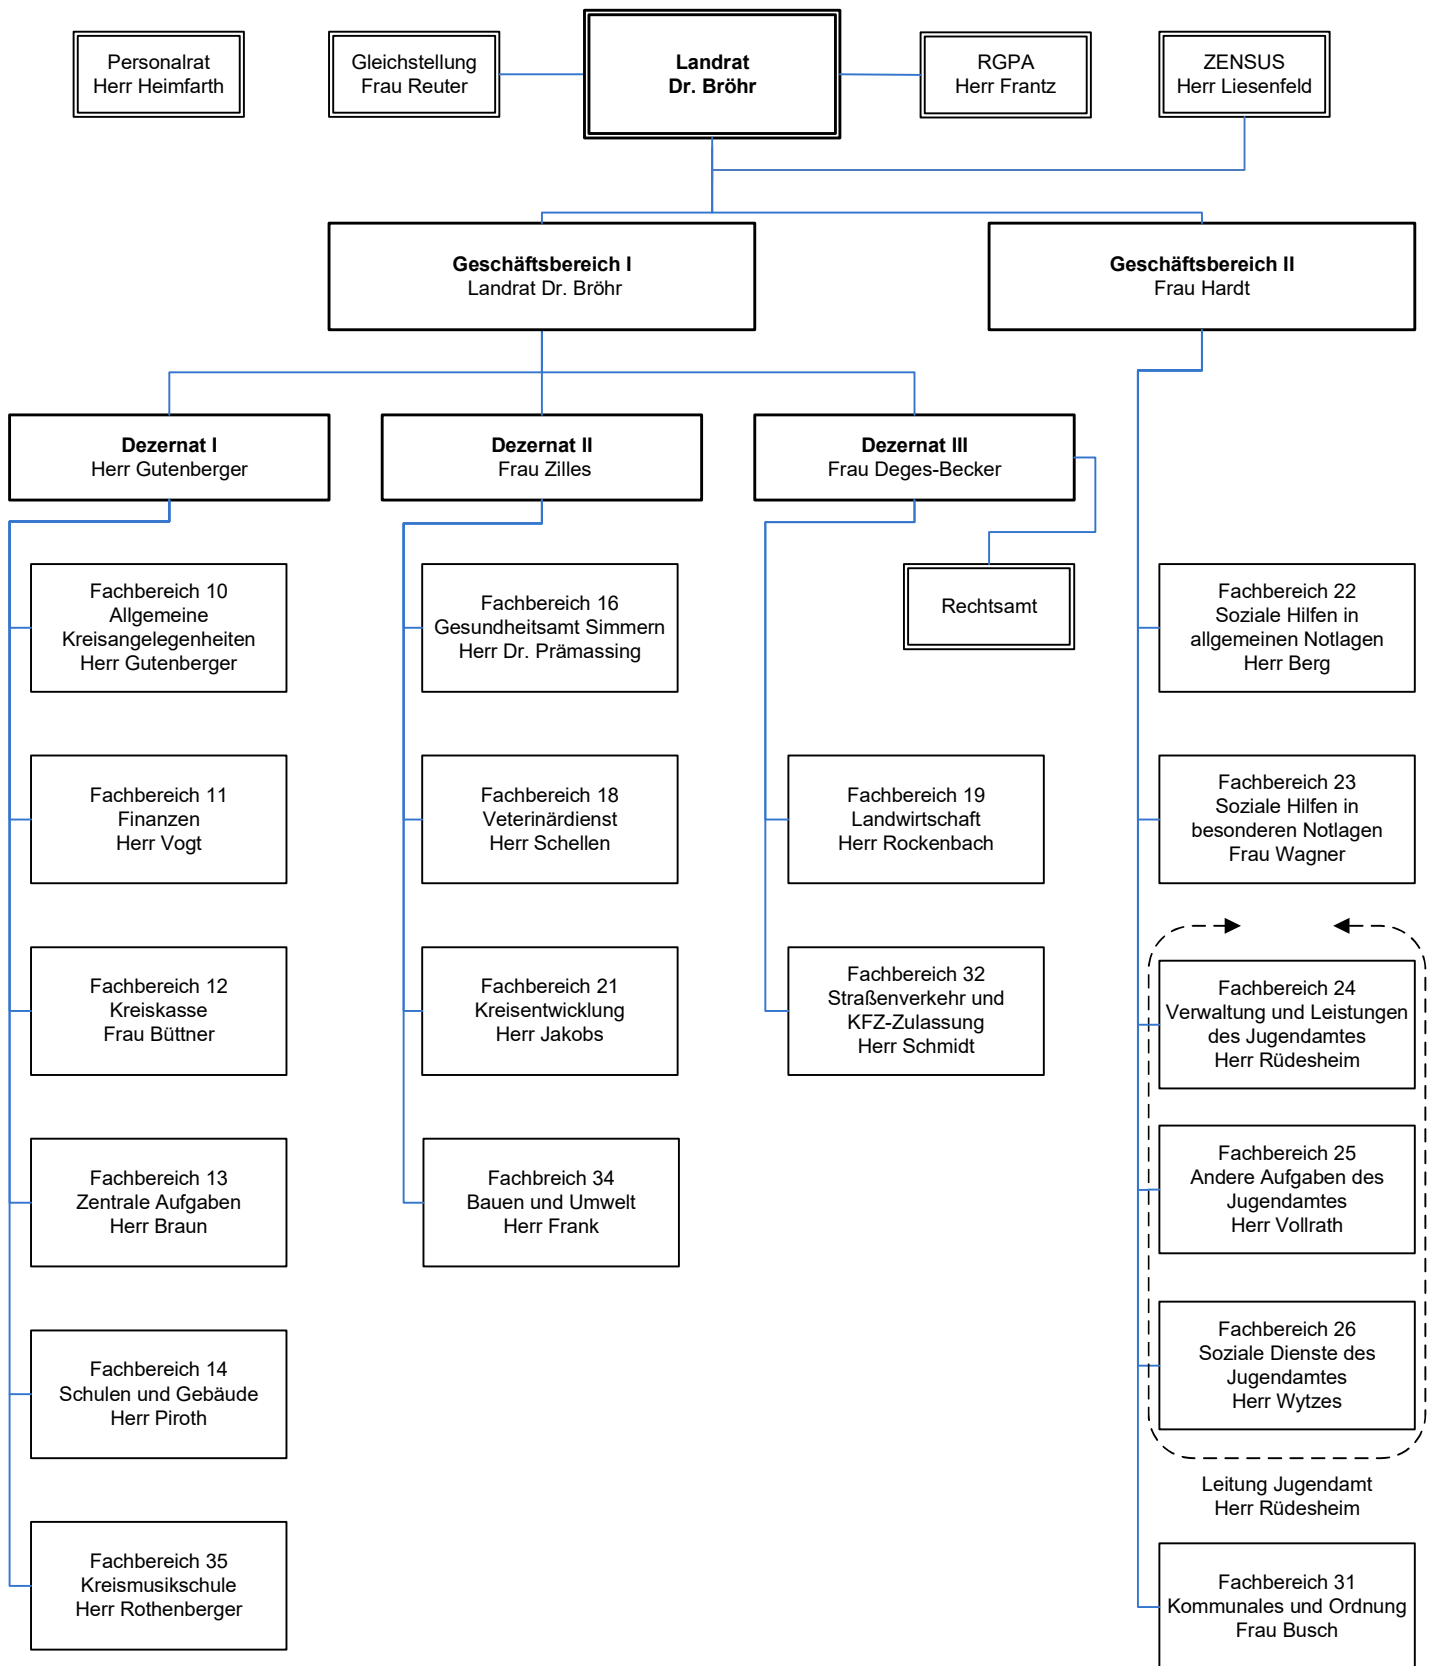 Personalrat
Herr Heimfarth
Gleichstellung
Frau Reuter
Landrat
Dr. Bröhr
RGPA
Herr Frantz
ZENSUS
Herr Liesenfeld
Geschäftsbereich I
Landrat Dr. Bröhr
Geschäftsbereich II
Frau Hardt
Dezernat I
Herr Gutenberger
Dezernat II
Frau Zilles
Dezernat III
Frau Deges-Becker
Fachbereich 10
Allgemeine
Kreisangelegenheiten
Herr Gutenberger
Fachbereich 11
Finanzen
Herr Vogt
Fachbereich 12
Kreiskasse
Frau Büttner
Fachbereich 13
Zentrale Aufgaben
Herr Braun
Fachbereich 14
Schulen und Gebäude
Herr Piroth
Fachbereich 35
Kreismusikschule
Herr Rothenberger
Fachbereich 16
Gesundheitsamt Simmern
Herr Dr. Prämassing
Fachbereich 18
Veterinärdienst
Herr Schellen
Fachbereich 21
Kreisentwicklung
Herr Jakobs
Fachbreich 34
Bauen und Umwelt
Herr Frank
Rechtsamt
Fachbereich 19
Landwirtschaft
Herr Rockenbach
Fachbereich 32
Straßenverkehr und
KFZ-Zulassung
Herr Schmidt
Fachbereich 22
Soziale Hilfen in
allgemeinen Notlagen
Herr Berg
Fachbereich 23
Soziale Hilfen in
besonderen Notlagen
Frau Wagner
Fachbereich 24
Verwaltung und Leistungen
des Jugendamtes
Herr Rüdesheim
Fachbereich 25
Andere Aufgaben des
Jugendamtes
Herr Vollrath
Fachbereich 26
Soziale Dienste des
Jugendamtes
Herr Wytzes
Leitung Jugendamt
Herr Rüdesheim
Fachbereich 31
Kommunales und Ordnung
Frau Busch